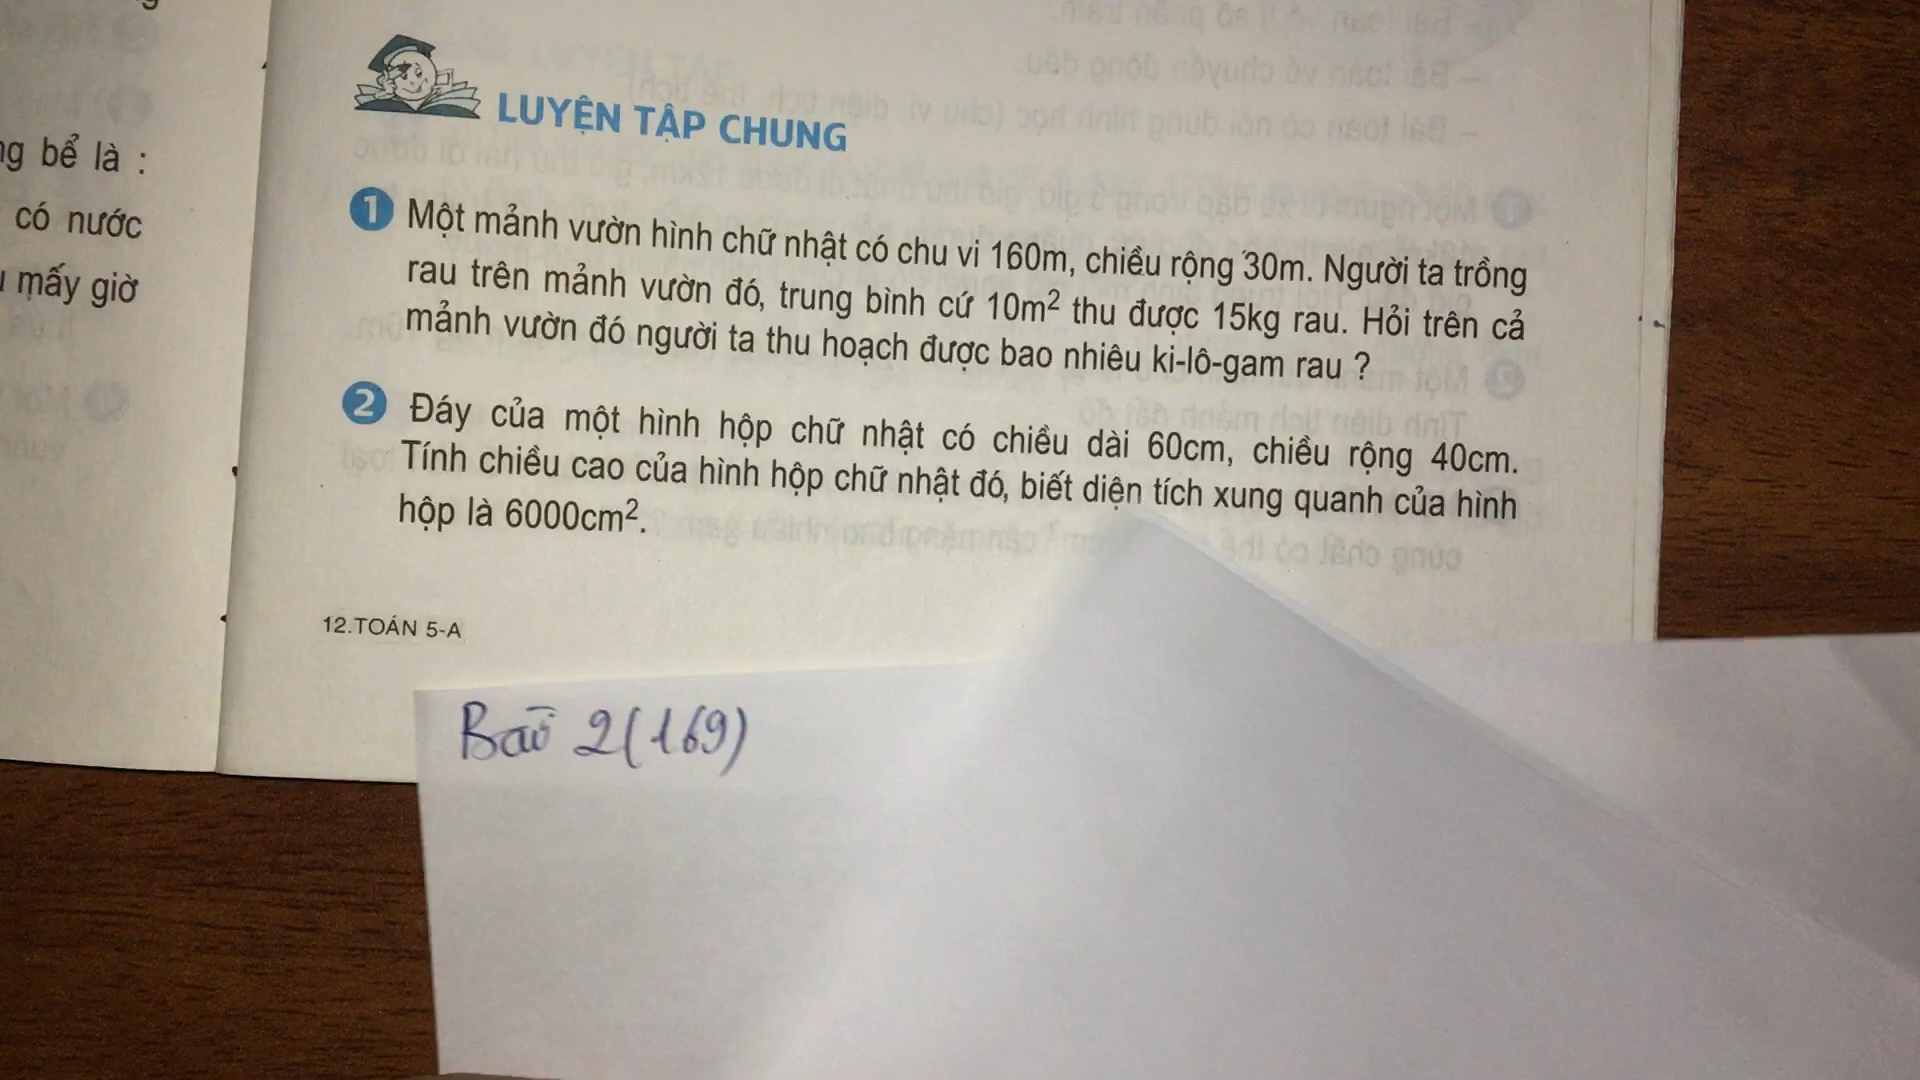 ng bể là :
có nước
mấy giờ
LUYỆN TẬP CHUNG
1 Một mảnh vườn hình chữ nhật có chu vi 160m, chiều rộng 30m. Người ta trồng
rau trên mảnh vườn đó, trung bình cứ 10m² thu được 15kg rau. Hỏi trên cả
mảnh vườn đó người ta thu hoạch được bao nhiêu ki-lô-gam rau ?
2 Đáy của một hình hộp chữ nhật có chiều dài 60cm, chiều rộng 40cm.
Tính chiều cao của hình hộp chữ nhật đó, biết diện tích xung quanh của hình
hộp là 6000cm².
12.TOÁN 5-A
Bài 2(169)